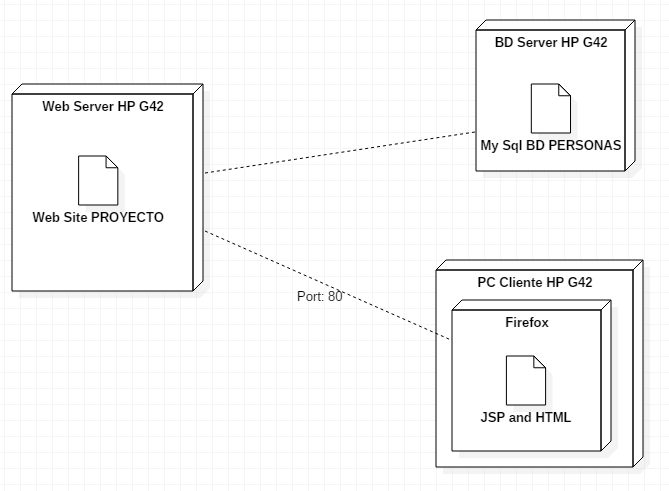 BD Server HP G42
My Sql BD PERSONAS
Web Server HP G42
Web Site PROYECTO
Port: 80
PC Cliente HP G42
Firefox
JSP and HTML